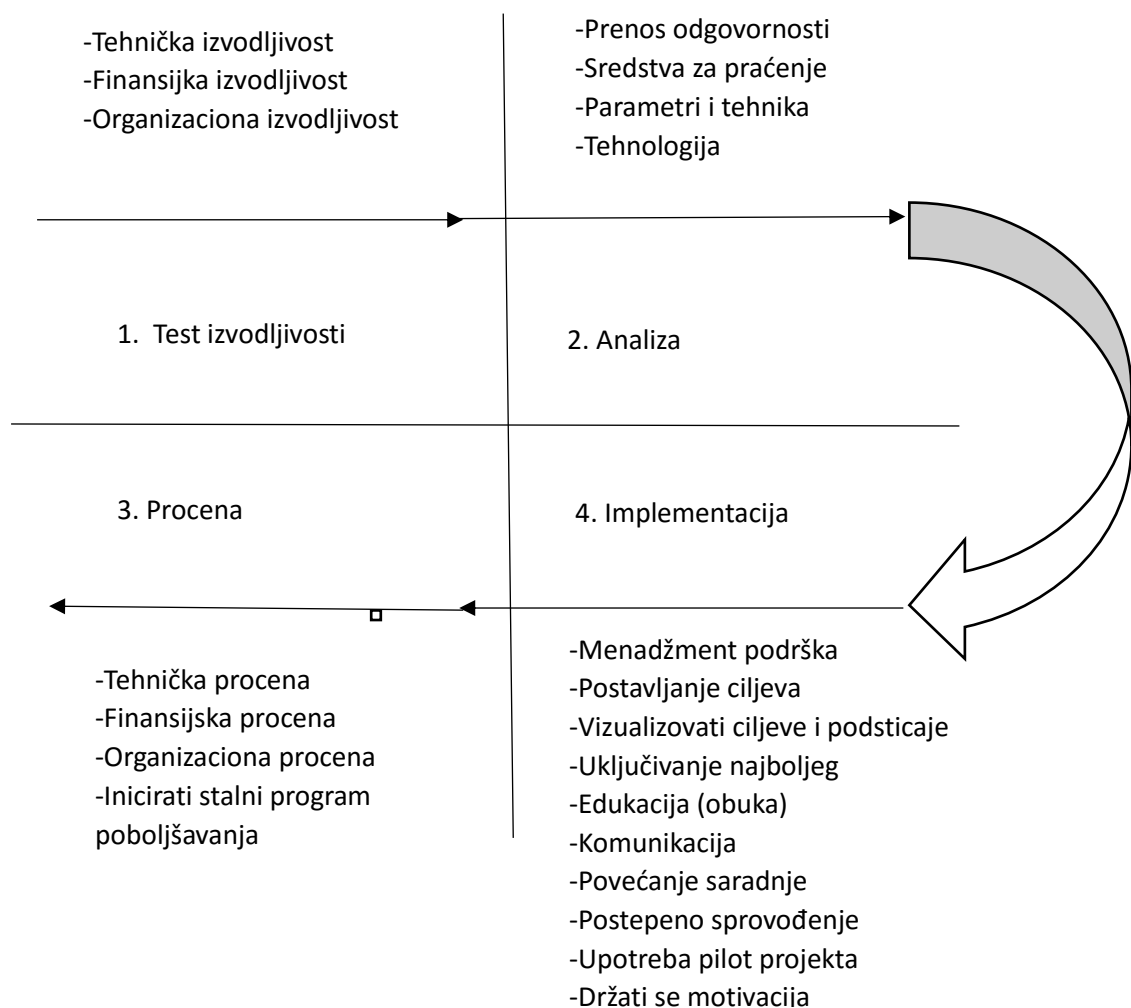 -Tehnička izvodljivost
-Finansijka izvodljivost
-Organizaciona izvodljivost
-Prenos odgovornosti
-Sredstva za praćenje
-Parametri i tehnika
-Tehnologija
1. Test izvodljivosti
2. Analiza
3. Procena
4. Implementacija
-Tehnička procena
-Finansijska procena
-Organizaciona procena
-Inicirati stalni program
poboljšavanja
-Menadžment podrška
-Postavljanje ciljeva
-Vizualizovati ciljeve i podsticaje
-Uključivanje najboljeg
-Edukacija (obuka)
-Komunikacija
-Povećanje saradnje
-Postepeno sprovođenje
-Upotreba pilot projekta
-Držati se motivacija